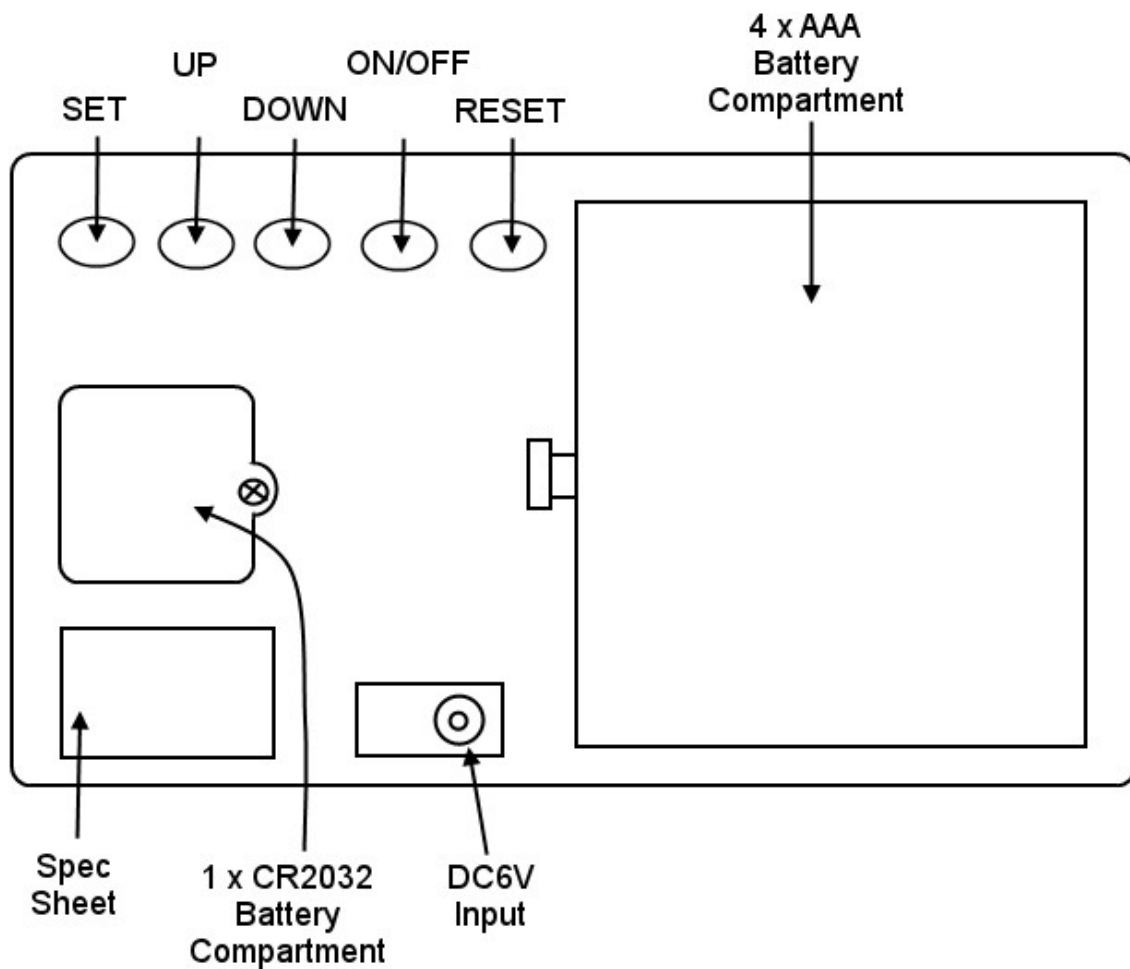 4 x AAA
Battery
Compartment
UP
ON/OFF
SET
DOWN
RESET
Spec
Sheet
1 x CR2032
Battery
Compartment
DC6V
Input